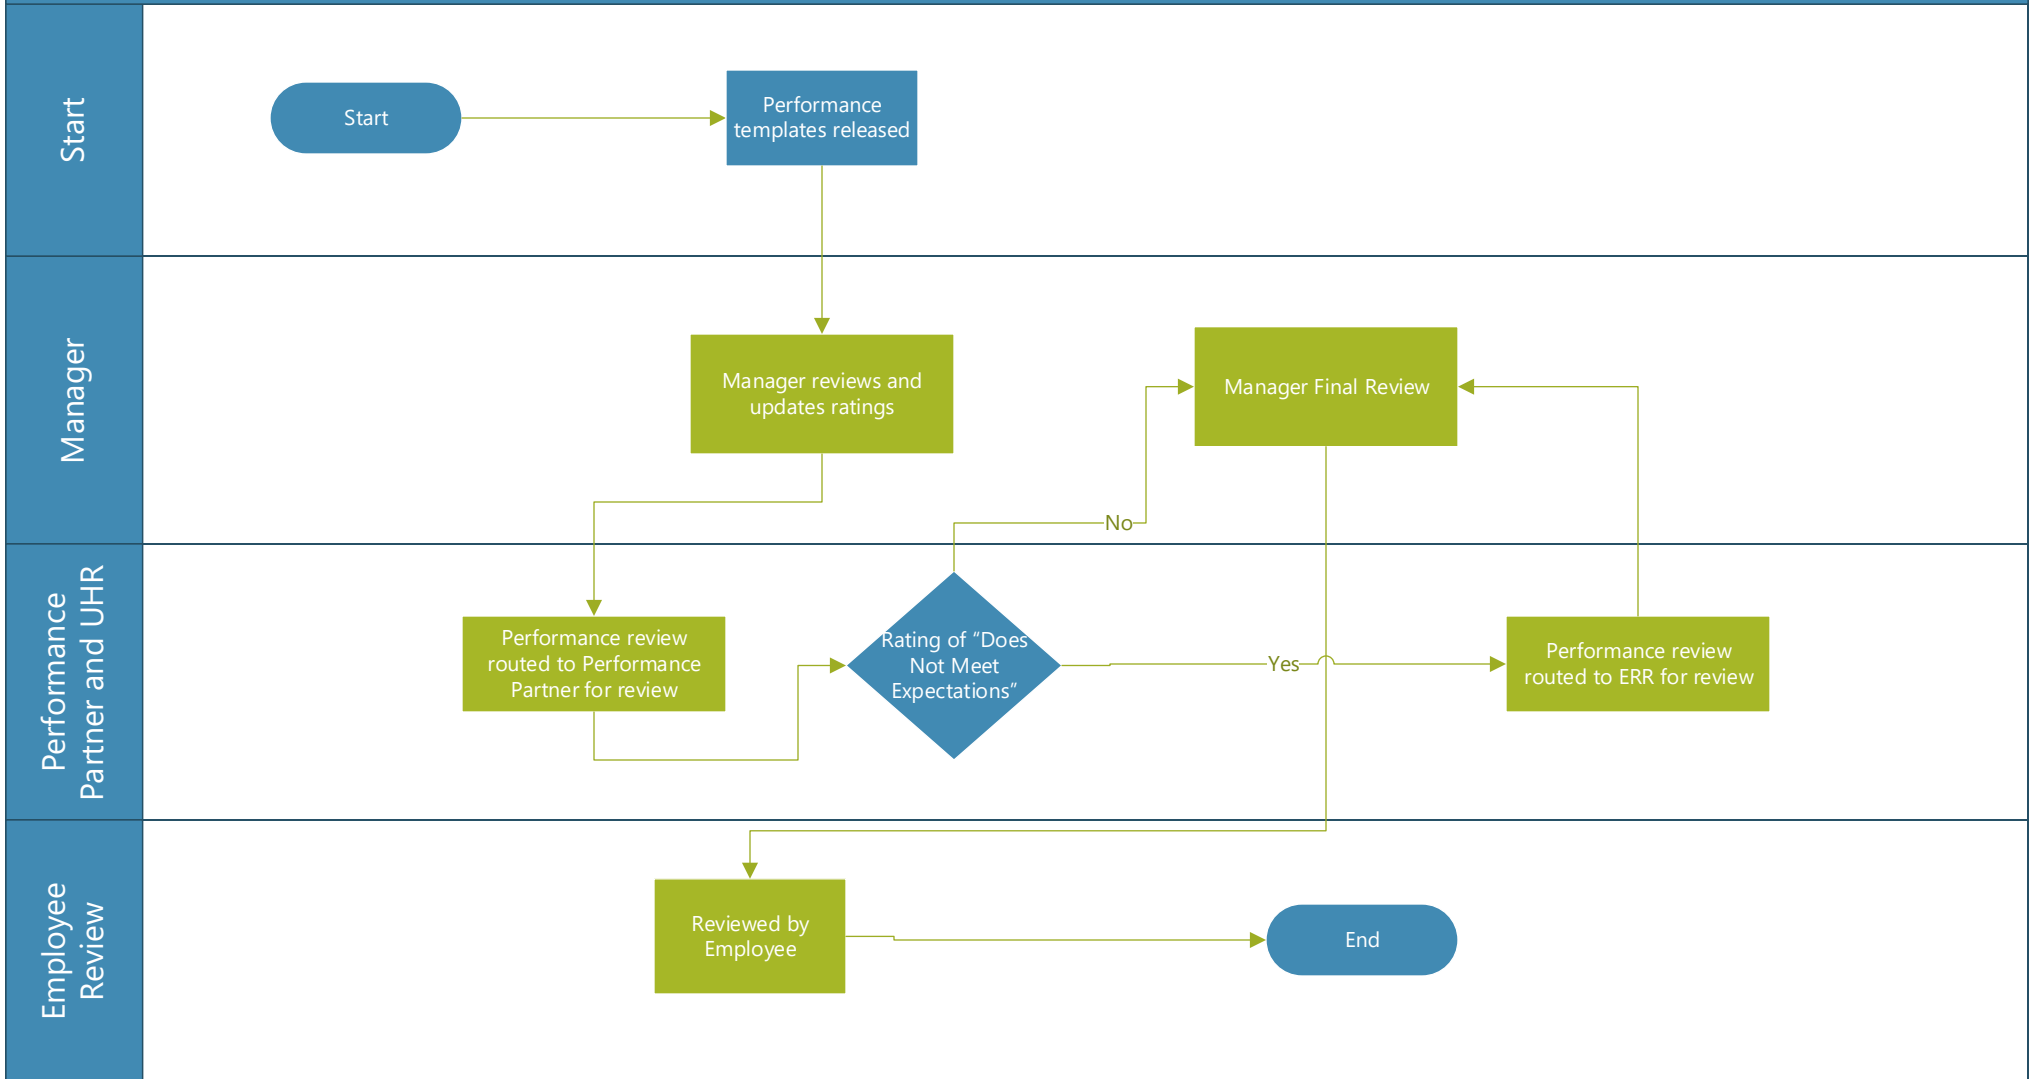 Start
Start
Performance
templates released
Manager
Manager reviews and
updates ratings
Manager Final Review
No
Performance
Partner and UHR
Performance review
routed to Performance
Partner for review
Rating of “Does
Not Meet
Expectations”
Yes
Performance review
routed to ERR for review
Employee
Review
Reviewed by
Employee
End